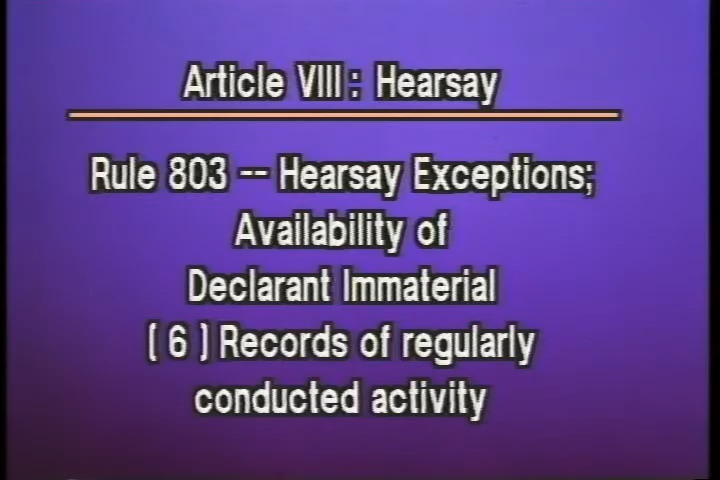 Article VIII: Hearsay
Rule 803 -- Hearsay Exceptions;
Availability of
Declarant Immaterial
( 6 ) Records of regularly
conducted activity